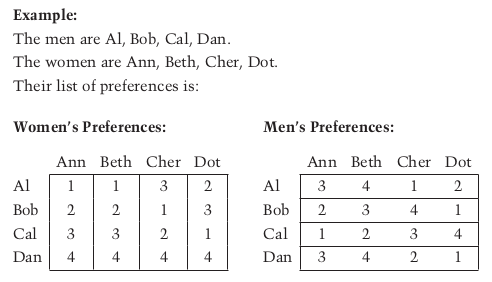 Example:
The men are Al, Bob, Cal, Dan.
The women are Ann, Beth, Cher, Dot.
Their list of preferences is:
Women's Preferences: Men's Preferences:
Ann Beth Cher Dot Ann Beth Cher Dot
Al 1 1 3 2 Al 3 4 1 2
Bob 2 2 1 3 Bob 2 3 4 1
Cal 3 3 2 1 Cal 1 2 3 4
Dan 4 4 4 4 Dan 3 4 2 1